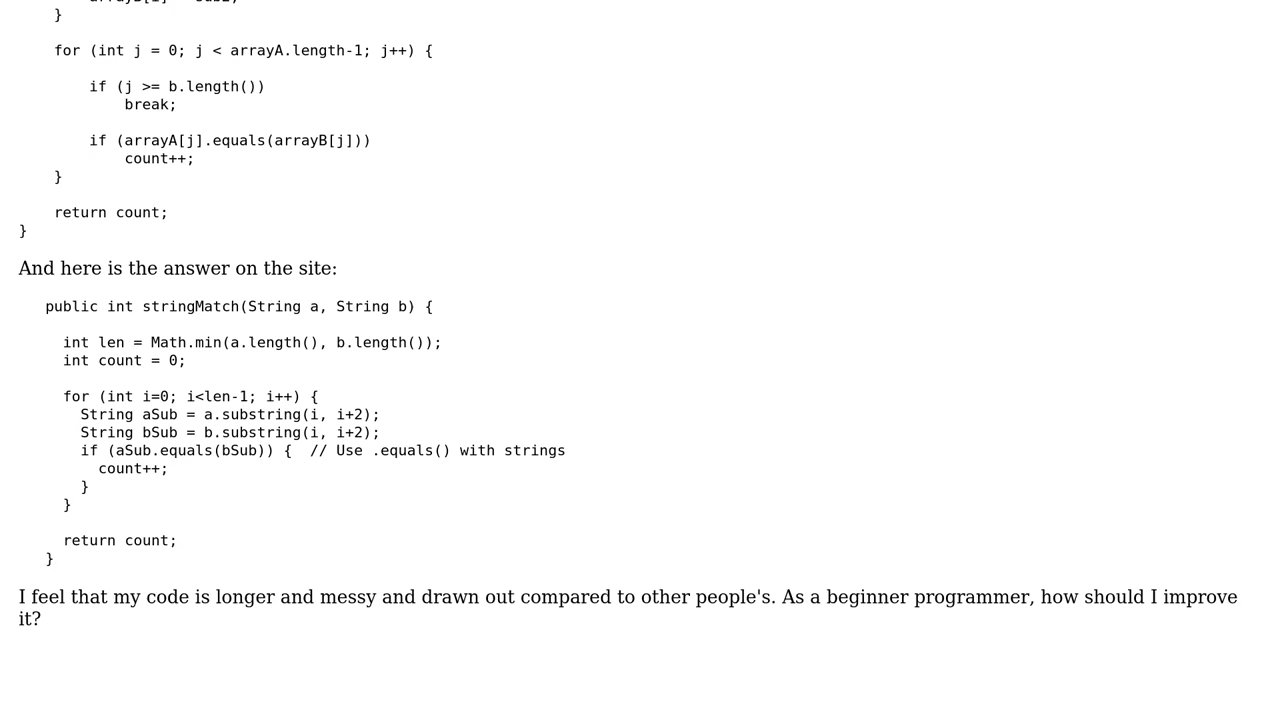 }

    for (int j = 0; j < arrayA.length-1; j++) {

        if (j >= b.length())
            break;

        if (arrayA[j].equals(arrayB[j]))
            count++;
    }

    return count;
}
And here is the answer on the site:
   public int stringMatch(String a, String b) {

     int len = Math.min(a.length(), b.length());
     int count = 0;

     for (int i=0; i<len-1; i++) {
       String aSub = a.substring(i, i+2);
       String bSub = b.substring(i, i+2);
       if (aSub.equals(bSub)) {  // Use .equals() with strings
         count++;
       }
     }

     return count;
   }
I feel that my code is longer and messy and drawn out compared to other people's. As a beginner programmer, how should I improve
it?